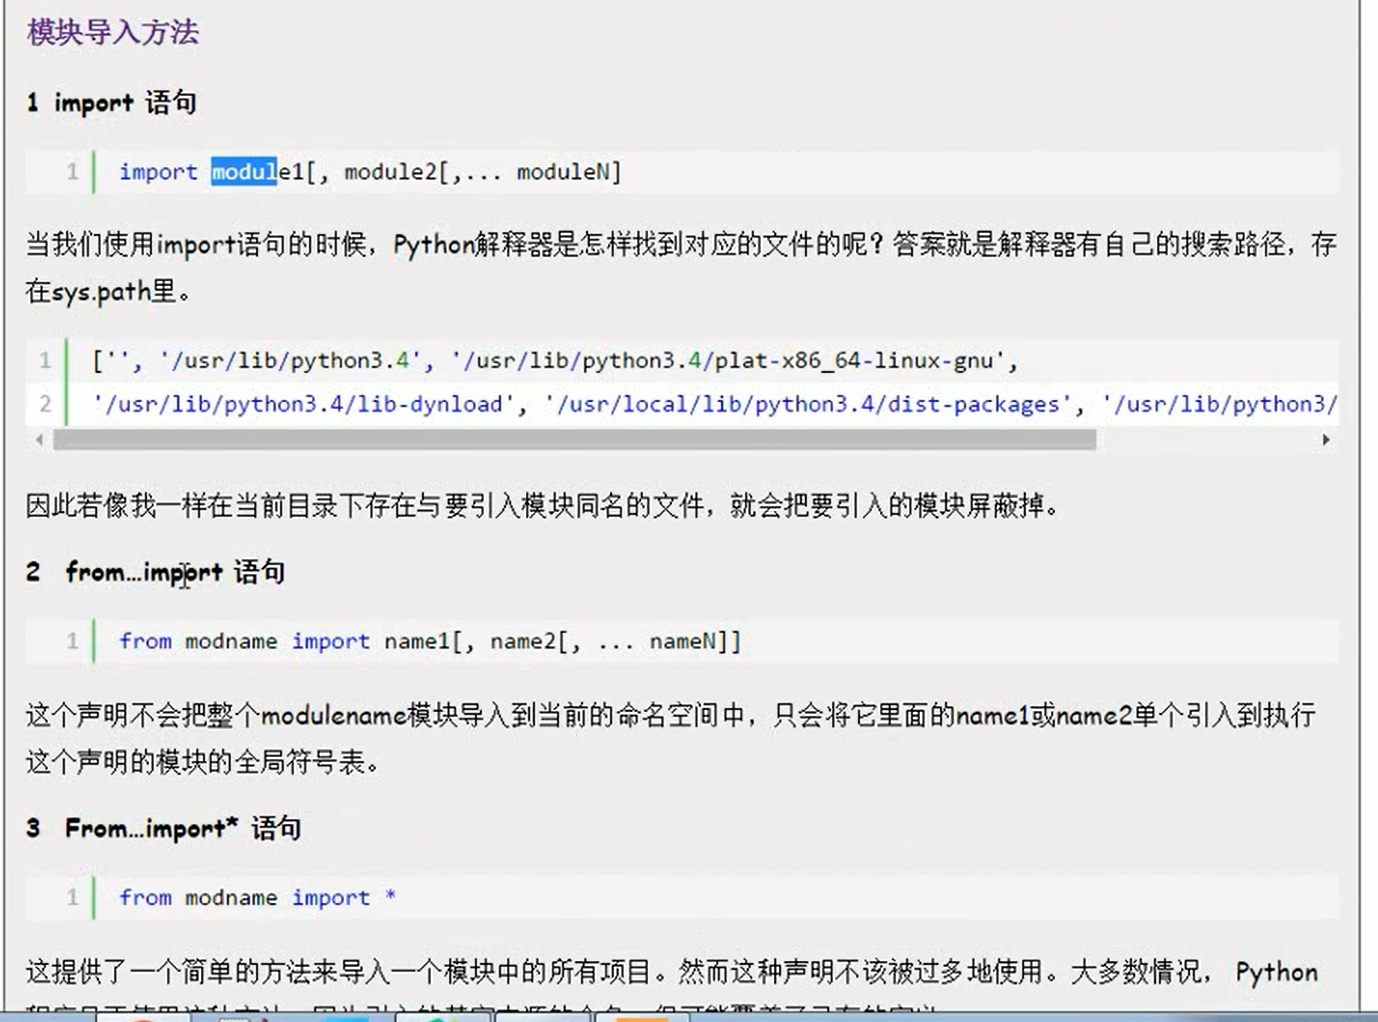 模块导入方法
1 import 语句
1 import module1[, module2[,... moduleN]
当我们使用import语句的时候，Python解释器是怎样找到对应的文件的呢？答案就是解释器有自己的搜索路径，存
在sys.path里。
1 ['', '/usr/lib/python3.4', '/usr/lib/python3.4/plat-x86_64-linux-gnu',
2 '/usr/lib/python3.4/lib-dynload', '/usr/local/lib/python3.4/dist-packages', '/usr/lib/python3/
因此若像我一样在当前目录下存在与要引入模块同名的文件，就会把要引入的模块屏蔽掉。
2 from…import 语句
1 from modname import name1[, name2[, ... nameN]]
这个声明不会把整个modulename模块导入到当前的命名空间中，只会将它里面的name1或name2单个引入到执行
这个声明的模块的全局符号表。
3 From…import* 语句
1 from modname import *
这提供了一个简单的方法来导入一个模块中的所有项目。然而这种声明不该被过多地使用。大多数情况， Python